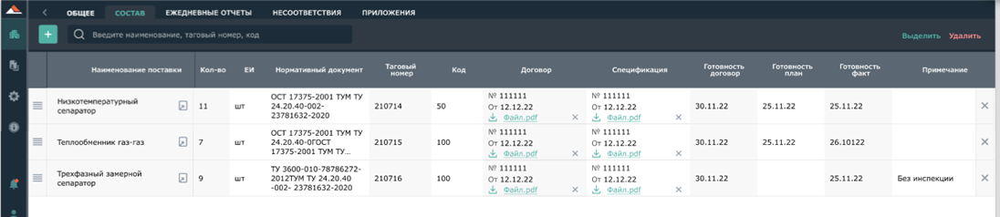 ОБЩЕЕ СОСТАВ ЕЖЕДНЕВНЫЕ ОТЧЕТЫ НЕСООТВЕТСТВИЯ ПРИЛОЖЕНИЯ
Введите наименование, таговый номер, код
Выделить Удалить
Наименование поставки Кол-во ЕИ Нормативный документ Таговый номер Код Договор Спецификация Готовность договор Готовность план Готовность факт Примечание
Низкотемпературный
сепаратор
11
шт
ОСТ 17375-2001 ТУМ ТУ
24.20.40-002-
23781632-2020
210714
50
№ 111111
От 12.12.22
Файл.pdf
№ 111111
От 12.12.22
Файл.pdf
30.11.22
25.11.22
25.11.22
Теплообменник газ-газ
7
шт
ОСТ 17375-2001 ТУМ ТУ
24.20.40-0ГОСТ
17375-2001 ТУМ ТУ...
210715
100
№ 111111
От 12.12.22
Файл.pdf
№ 111111
От 12.12.22
Файл.pdf
30.11.22
25.11.22
26.10122
Трехфазный замерной
сепаратор
9
шт
ТУ 3600-010-78786272-
2012ТУМ ТУ 24.20.40
-002- 23781632-2020
210716
100
№ 111111
От 12.12.22
Файл.pdf
№ 111111
От 12.12.22
Файл.pdf
30.11.22
25.11.22
Без инспекции